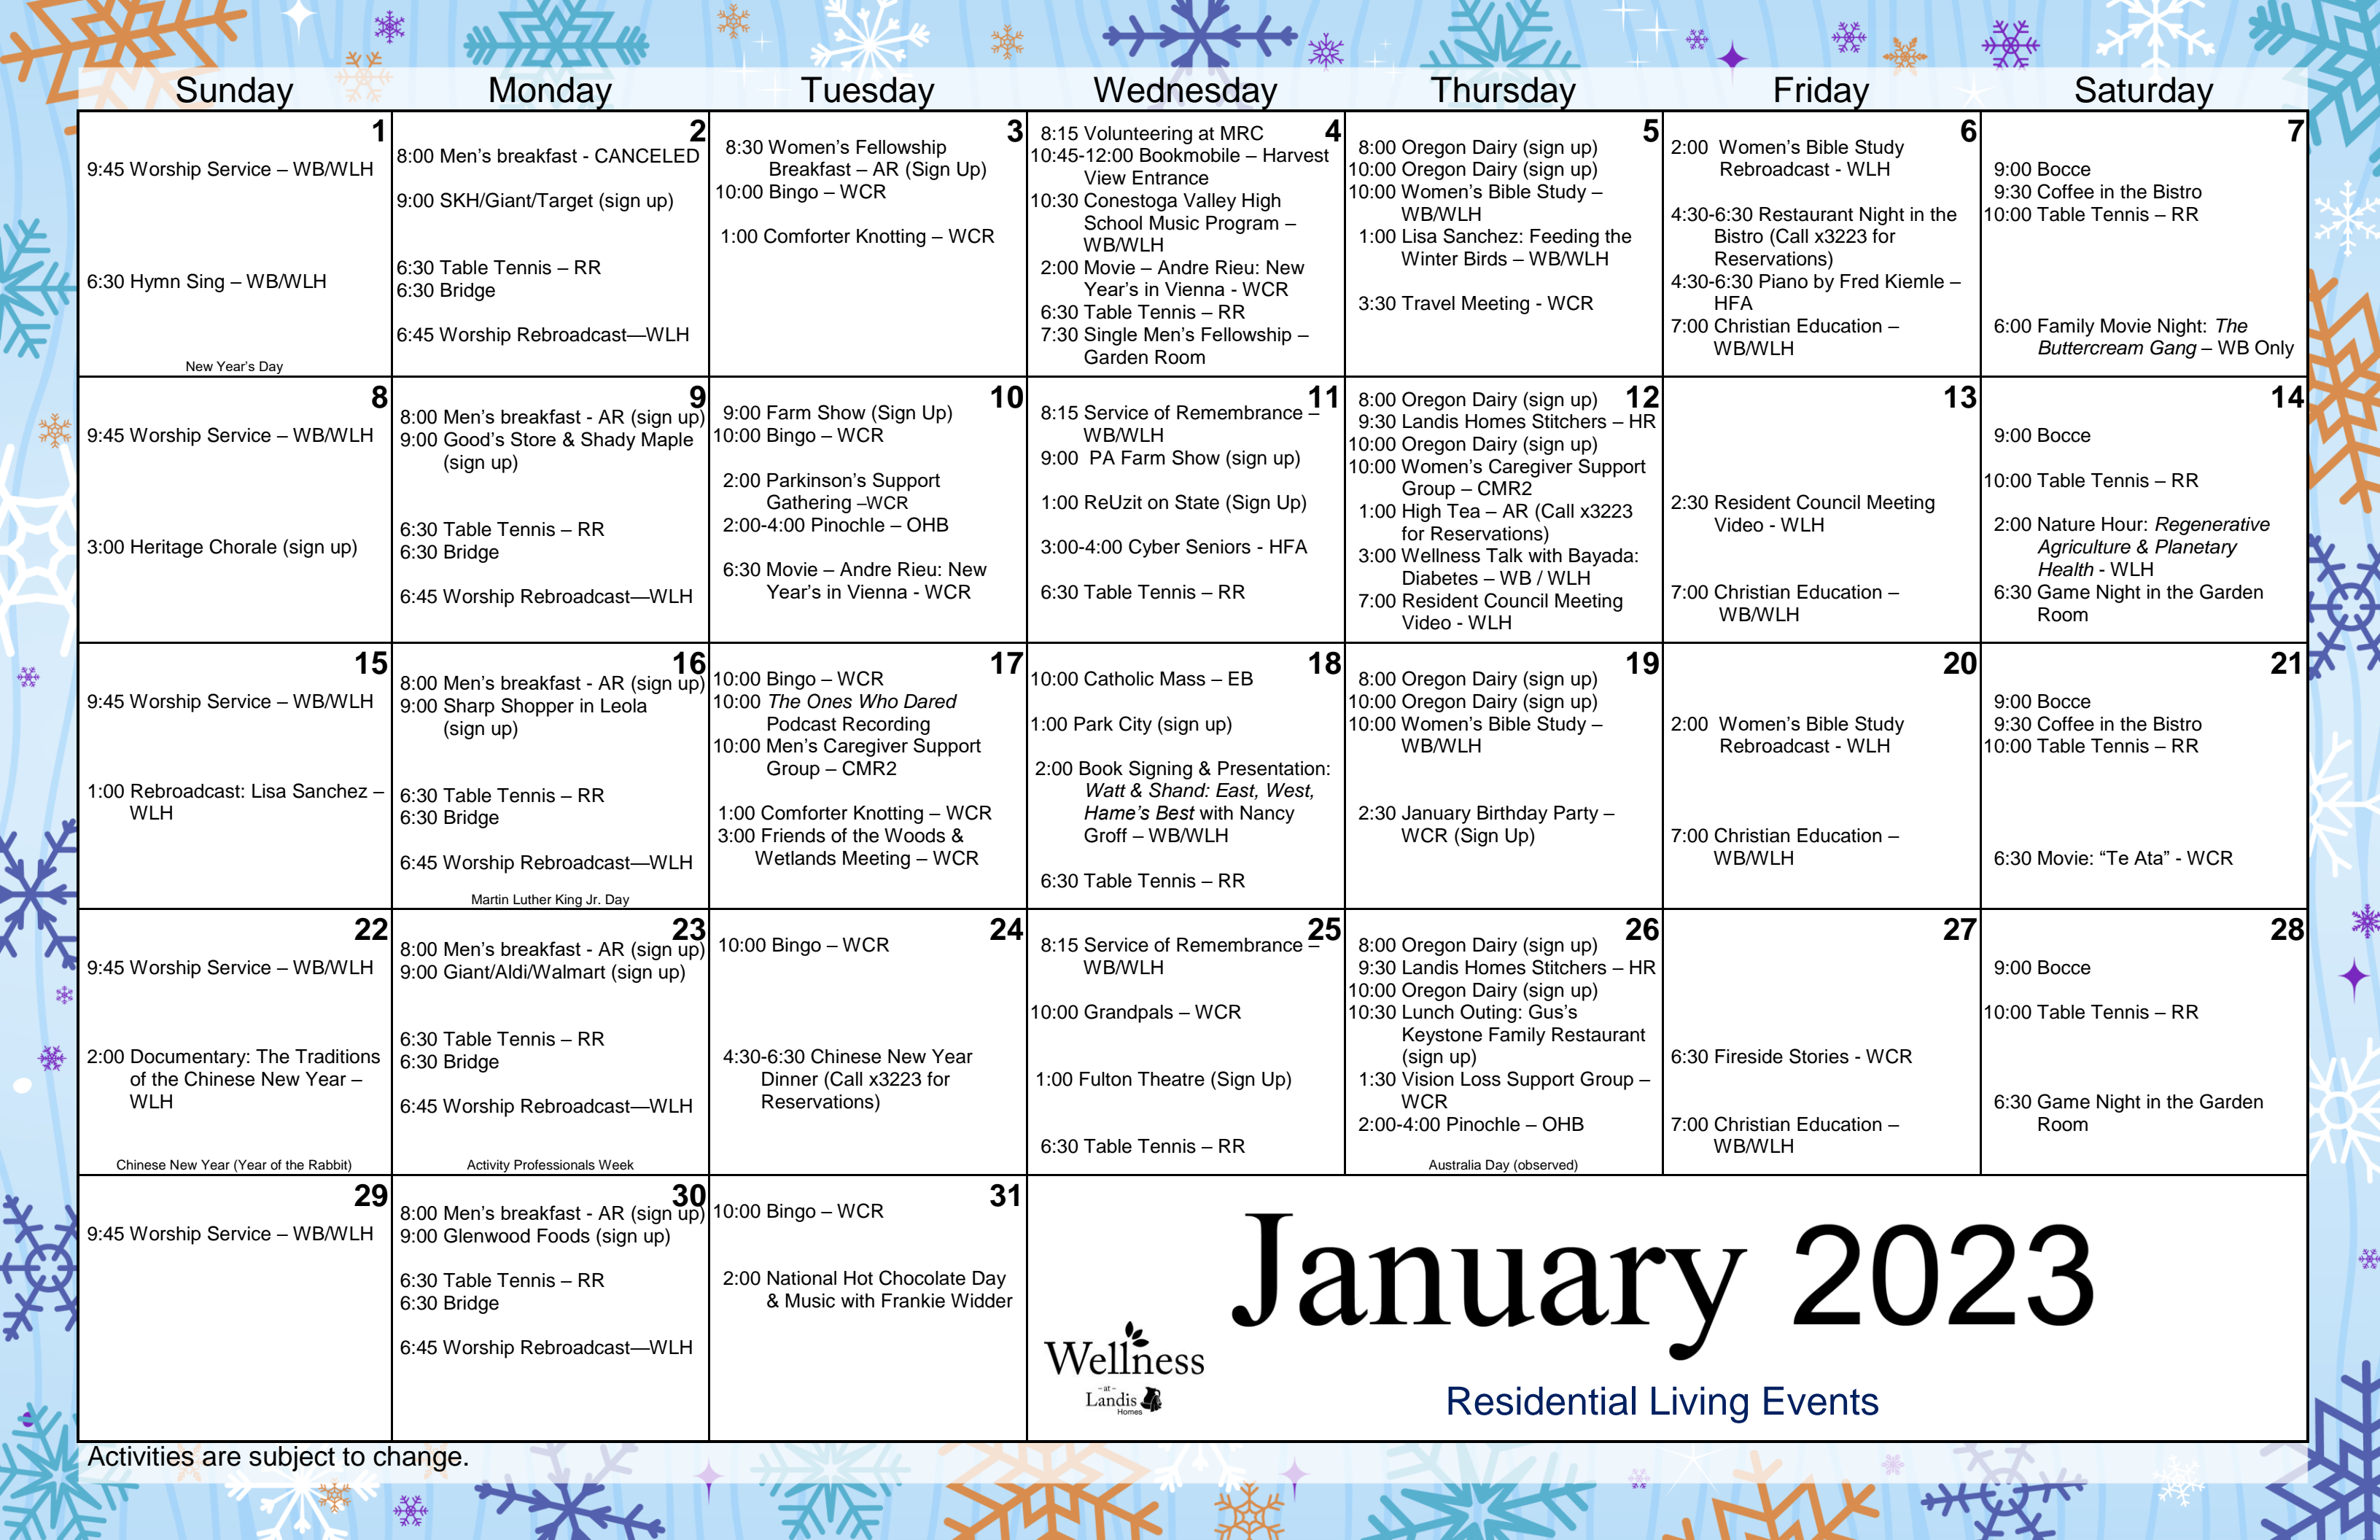 Sunday Monday Tuesday Wednesday Thursday Friday Saturday
1
9:45 Worship Service – WB/WLH
6:30 Hymn Sing – WB/WLH
New Year's Day
2
8:00 Men's breakfast - CANCELED
9:00 SKH/Giant/Target (sign up)
6:30 Table Tennis – RR
6:30 Bridge
6:45 Worship Rebroadcast—WLH
3
8:30 Women's Fellowship
Breakfast – AR (Sign Up)
10:00 Bingo – WCR
1:00 Comforter Knotting – WCR
4
8:15 Volunteering at MRC
10:45-12:00 Bookmobile – Harvest
View Entrance
10:30 Conestoga Valley High
School Music Program –
WB/WLH
2:00 Movie – Andre Rieu: New
Year's in Vienna - WCR
6:30 Table Tennis – RR
7:30 Single Men's Fellowship –
Garden Room
5
8:00 Oregon Dairy (sign up)
10:00 Oregon Dairy (sign up)
10:00 Women's Bible Study –
WB/WLH
1:00 Lisa Sanchez: Feeding the
Winter Birds – WB/WLH
3:30 Travel Meeting - WCR
6
2:00 Women's Bible Study
Rebroadcast - WLH
4:30-6:30 Restaurant Night in the
Bistro (Call x3223 for
Reservations)
4:30-6:30 Piano by Fred Kiemle –
HFA
7:00 Christian Education –
WB/WLH
7
9:00 Bocce
9:30 Coffee in the Bistro
10:00 Table Tennis – RR
6:00 Family Movie Night: The
Buttercream Gang – WB Only
8
9:45 Worship Service – WB/WLH
3:00 Heritage Chorale (sign up)
9
8:00 Men's breakfast - AR (sign up)
9:00 Good's Store & Shady Maple
(sign up)
6:30 Table Tennis – RR
6:30 Bridge
6:45 Worship Rebroadcast—WLH
10
9:00 Farm Show (Sign Up)
10:00 Bingo – WCR
2:00 Parkinson's Support
Gathering –WCR
2:00-4:00 Pinochle – OHB
6:30 Movie – Andre Rieu: New
Year's in Vienna - WCR
11
8:15 Service of Remembrance –
WB/WLH
9:00 PA Farm Show (sign up)
1:00 ReUzit on State (Sign Up)
3:00-4:00 Cyber Seniors - HFA
6:30 Table Tennis – RR
12
8:00 Oregon Dairy (sign up)
9:30 Landis Homes Stitchers – HR
10:00 Oregon Dairy (sign up)
10:00 Women's Caregiver Support
Group – CMR2
1:00 High Tea – AR (Call x3223
for Reservations)
3:00 Wellness Talk with Bayada:
Diabetes – WB / WLH
7:00 Resident Council Meeting
Video - WLH
13
2:30 Resident Council Meeting
Video - WLH
7:00 Christian Education –
WB/WLH
14
9:00 Bocce
10:00 Table Tennis – RR
2:00 Nature Hour: Regenerative
Agriculture & Planetary
Health - WLH
6:30 Game Night in the Garden
Room
15
9:45 Worship Service – WB/WLH
1:00 Rebroadcast: Lisa Sanchez –
WLH
16
8:00 Men's breakfast - AR (sign up)
9:00 Sharp Shopper in Leola
(sign up)
6:30 Table Tennis – RR
6:30 Bridge
6:45 Worship Rebroadcast—WLH
Martin Luther King Jr. Day
17
10:00 Bingo – WCR
10:00 The Ones Who Dared
Podcast Recording
10:00 Men's Caregiver Support
Group – CMR2
1:00 Comforter Knotting – WCR
3:00 Friends of the Woods &
Wetlands Meeting – WCR
18
10:00 Catholic Mass – EB
1:00 Park City (sign up)
2:00 Book Signing & Presentation:
Watt & Shand: East, West,
Hame's Best with Nancy
Groff – WB/WLH
6:30 Table Tennis – RR
19
8:00 Oregon Dairy (sign up)
10:00 Oregon Dairy (sign up)
10:00 Women's Bible Study –
WB/WLH
2:30 January Birthday Party –
WCR (Sign Up)
20
2:00 Women's Bible Study
Rebroadcast - WLH
7:00 Christian Education –
WB/WLH
21
9:00 Bocce
9:30 Coffee in the Bistro
10:00 Table Tennis – RR
6:30 Movie: “Te Ata” - WCR
22
9:45 Worship Service – WB/WLH
2:00 Documentary: The Traditions
of the Chinese New Year –
WLH
Chinese New Year (Year of the Rabbit)
23
8:00 Men's breakfast - AR (sign up)
9:00 Giant/Aldi/Walmart (sign up)
6:30 Table Tennis – RR
6:30 Bridge
6:45 Worship Rebroadcast—WLH
Activity Professionals Week
24
10:00 Bingo – WCR
4:30-6:30 Chinese New Year
Dinner (Call x3223 for
Reservations)
25
8:15 Service of Remembrance –
WB/WLH
10:00 Grandpals – WCR
1:00 Fulton Theatre (Sign Up)
6:30 Table Tennis – RR
26
8:00 Oregon Dairy (sign up)
9:30 Landis Homes Stitchers – HR
10:00 Oregon Dairy (sign up)
10:30 Lunch Outing: Gus's
Keystone Family Restaurant
(sign up)
1:30 Vision Loss Support Group –
WCR
2:00-4:00 Pinochle – OHB
Australia Day (observed)
27
6:30 Fireside Stories - WCR
7:00 Christian Education –
WB/WLH
28
9:00 Bocce
10:00 Table Tennis – RR
6:30 Game Night in the Garden
Room
29
9:45 Worship Service – WB/WLH
30
8:00 Men's breakfast - AR (sign up)
9:00 Glenwood Foods (sign up)
6:30 Table Tennis – RR
6:30 Bridge
6:45 Worship Rebroadcast—WLH
31
10:00 Bingo – WCR
2:00 National Hot Chocolate Day
& Music with Frankie Widder
January 2023
Wellness
-at-
Landis
Homes
Residential Living Events
Activities are subject to change.